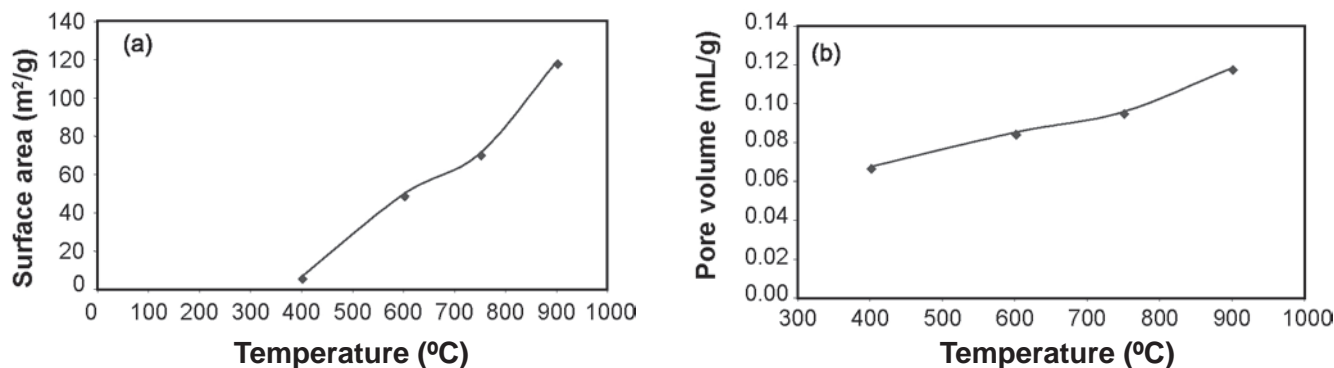 (a)
Surface area (m²/g)
140
120
100
80
60
40
20
0
0 100 200 300 400 500 600 700 800 900 1000
Temperature (ºC)
(b)
Pore volume (mL/g)
0.14
0.12
0.10
0.08
0.06
0.04
0.02
0.00
300 400 500 600 700 800 900 1000
Temperature (ºC)